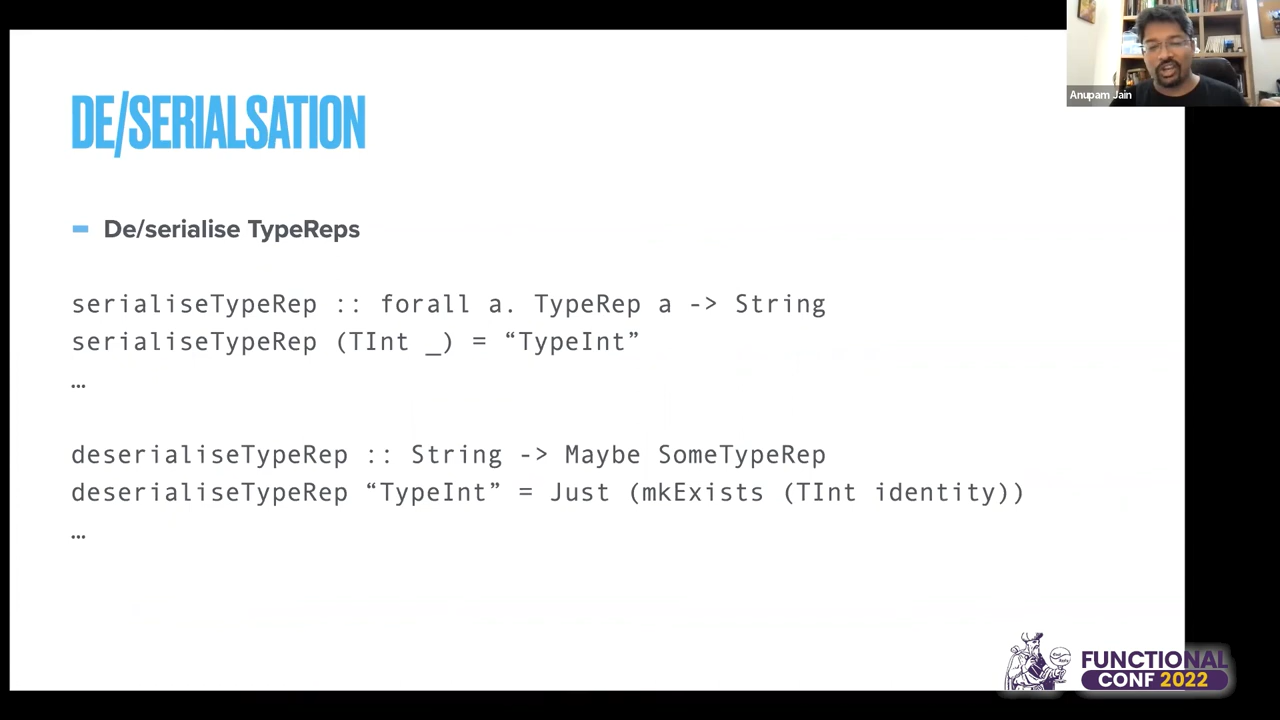 DE/SERIALSATION
Anupam Jain
De/serialise TypeReps
serialiseTypeRep :: forall a. TypeRep a -> String
serialiseTypeRep (TInt _) = “TypeInt”
…
deserialiseTypeRep :: String -> Maybe SomeTypeRep
deserialiseTypeRep “TypeInt” = Just (mkExists (TInt identity))
…
FUNCTIONAL
CONF 2022